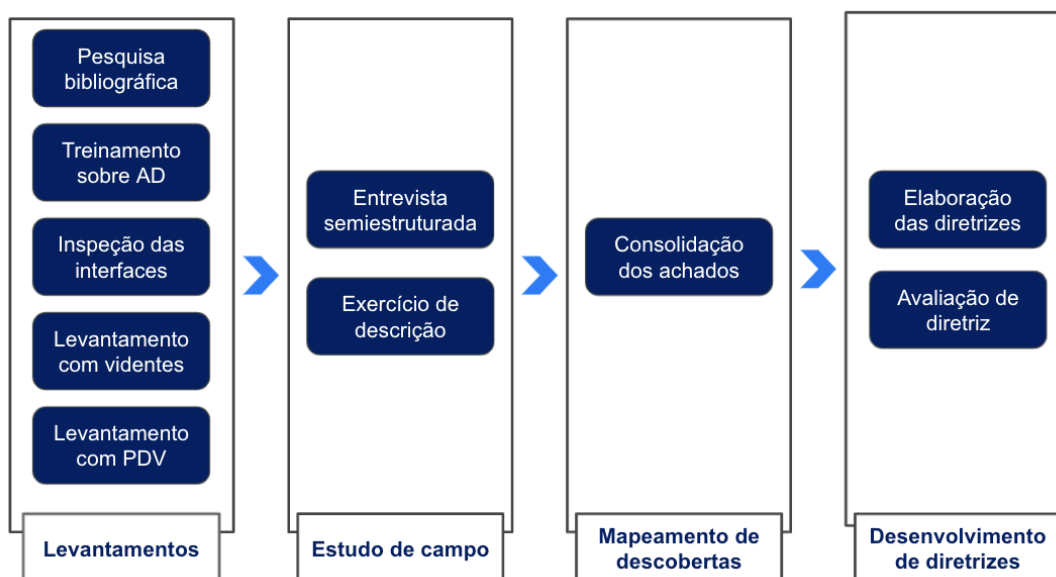 Pesquisa
bibliográfica
Treinamento
sobre AD
Inspeção das
interfaces
Levantamento
com videntes
Levantamento
com PDV
Levantamentos
Entrevista
semiestruturada
Exercício de
descrição
Estudo de campo
Consolidação
dos achados
Mapeamento de
descobertas
Elaboração
das diretrizes
Avaliação de
diretriz
Desenvolvimento
de diretrizes